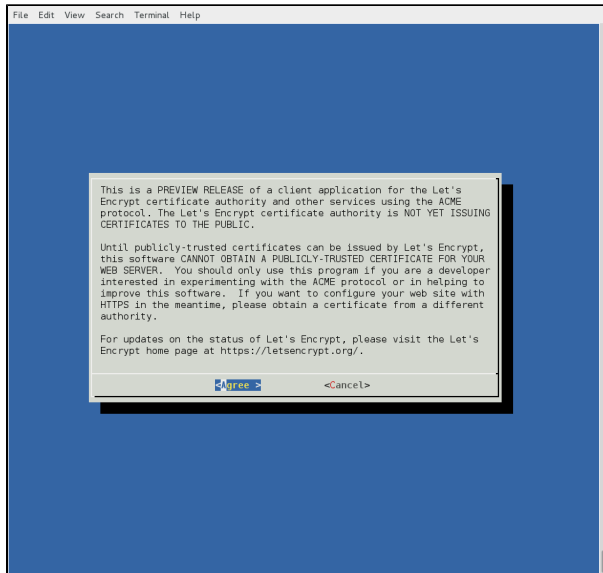 File Edit View Search Terminal Help
This is a PREVIEW RELEASE of a client application for the Let's
Encrypt certificate authority and other services using the ACME
protocol. The Let's Encrypt certificate authority is NOT YET ISSUING
CERTIFICATES TO THE PUBLIC.
Until publicly-trusted certificates can be issued by Let's Encrypt,
this software CANNOT OBTAIN A PUBLICLY-TRUSTED CERTIFICATE FOR YOUR
WEB SERVER.  You should only use this program if you are a developer
interested in experimenting with the ACME protocol or in helping to
improve this software.  If you want to configure your web site with
HTTPS in the meantime, please obtain a certificate from a different
authority.
For updates on the status of Let's Encrypt, please visit the Let's
Encrypt home page at https://letsencrypt.org/.
<Agree > <Cancel>